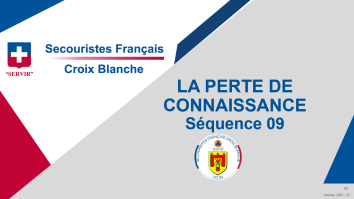 Secouristes Français
Croix Blanche
"SERVIR"
LA PERTE DE
CONNAISSANCE
Séquence 09